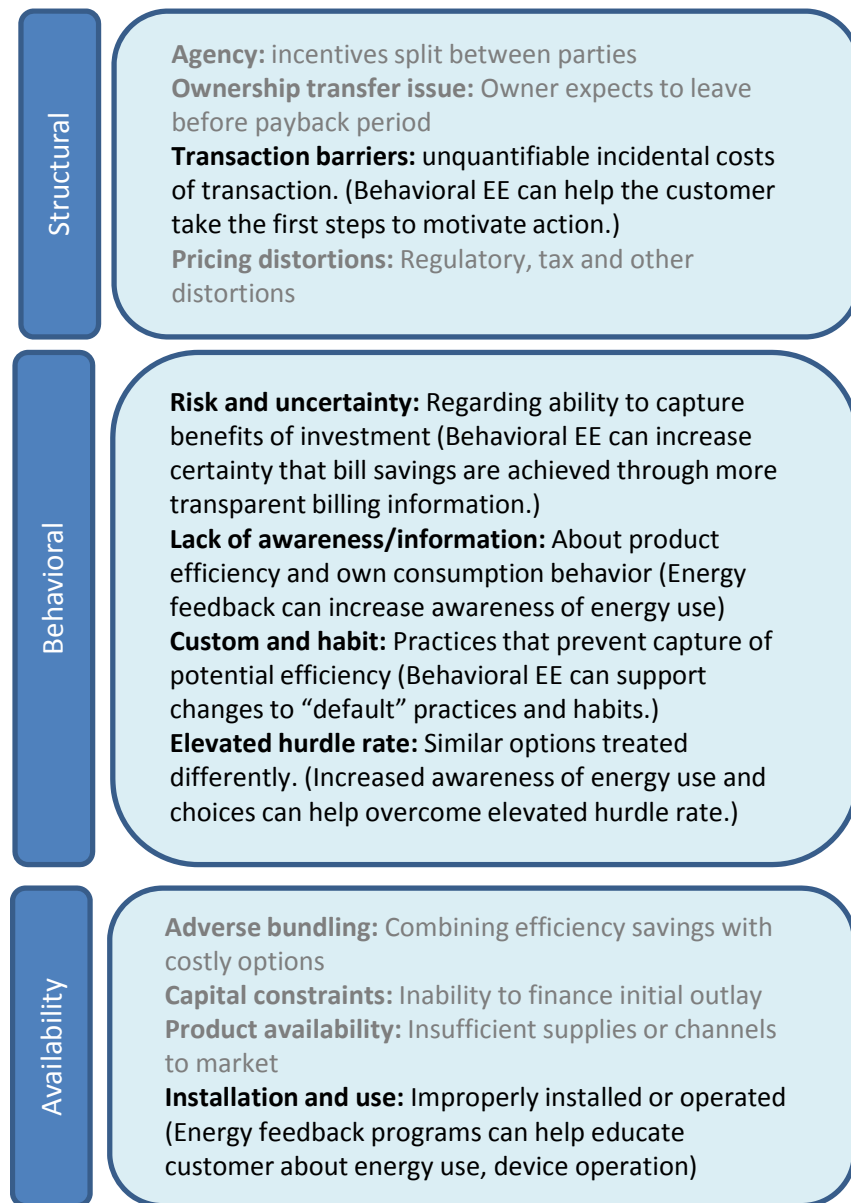 Structural
Agency: incentives split between parties
Ownership transfer issue: Owner expects to leave
before payback period
Transaction barriers: unquantifiable incidental costs
of transaction. (Behavioral EE can help the customer
take the first steps to motivate action.)
Pricing distortions: Regulatory, tax and other
distortions
Behavioral
Risk and uncertainty: Regarding ability to capture
benefits of investment (Behavioral EE can increase
certainty that bill savings are achieved through more
transparent billing information.)
Lack of awareness/information: About product
efficiency and own consumption behavior (Energy
feedback can increase awareness of energy use)
Custom and habit: Practices that prevent capture of
potential efficiency (Behavioral EE can support
changes to “default” practices and habits.)
Elevated hurdle rate: Similar options treated
differently. (Increased awareness of energy use and
choices can help overcome elevated hurdle rate.)
Availability
Adverse bundling: Combining efficiency savings with
costly options
Capital constraints: Inability to finance initial outlay
Product availability: Insufficient supplies or channels
to market
Installation and use: Improperly installed or operated
(Energy feedback programs can help educate
customer about energy use, device operation)